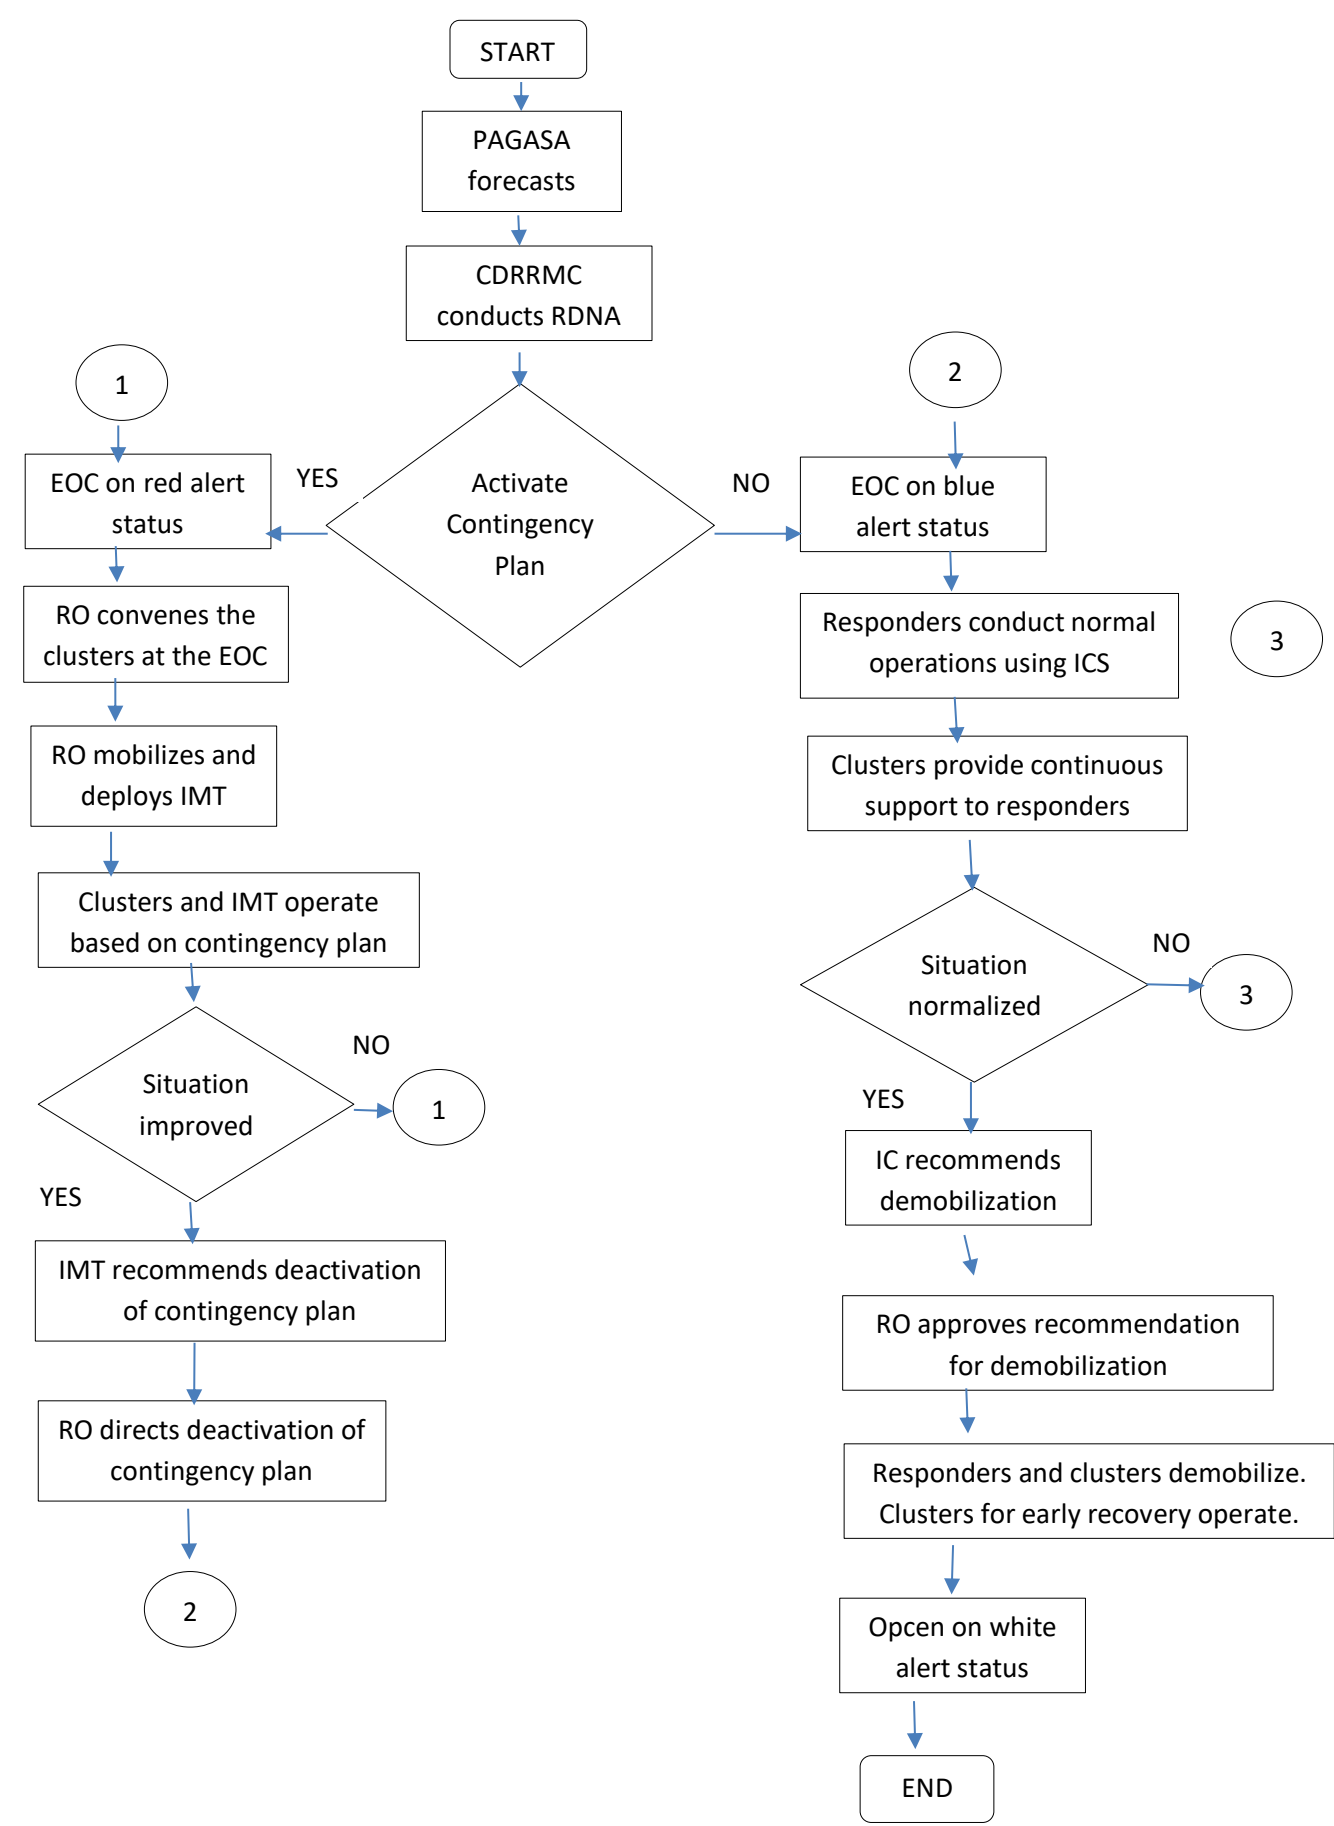 START
PAGASA
forecasts
CDRRMC
conducts RDNA
Activate
Contingency
Plan
YES
NO
1
EOC on red alert
status
RO convenes the
clusters at the EOC
RO mobilizes and
deploys IMT
Clusters and IMT operate
based on contingency plan
Situation
improved
NO
1
YES
IMT recommends deactivation
of contingency plan
RO directs deactivation of
contingency plan
2
2
EOC on blue
alert status
Responders conduct normal
operations using ICS
3
Clusters provide continuous
support to responders
Situation
normalized
NO
3
YES
IC recommends
demobilization
RO approves recommendation
for demobilization
Responders and clusters demobilize.
Clusters for early recovery operate.
Opcen on white
alert status
END